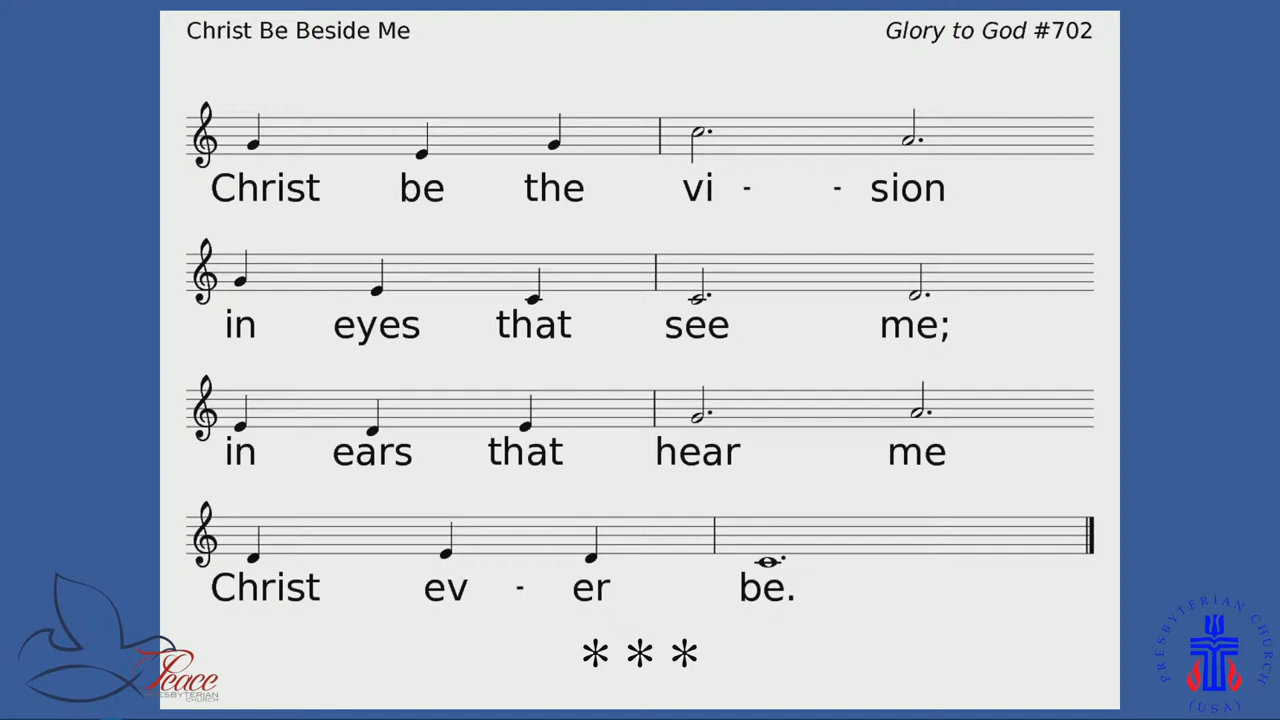 Christ Be Beside Me
Glory to God #702
Christ be the vi - - sion
in eyes that see me;
in ears that hear me
Christ ev - er be.
***
Peace
PRESBYTERIAN
CHURCH
PRESBYTERIAN CHURCH
(USA)